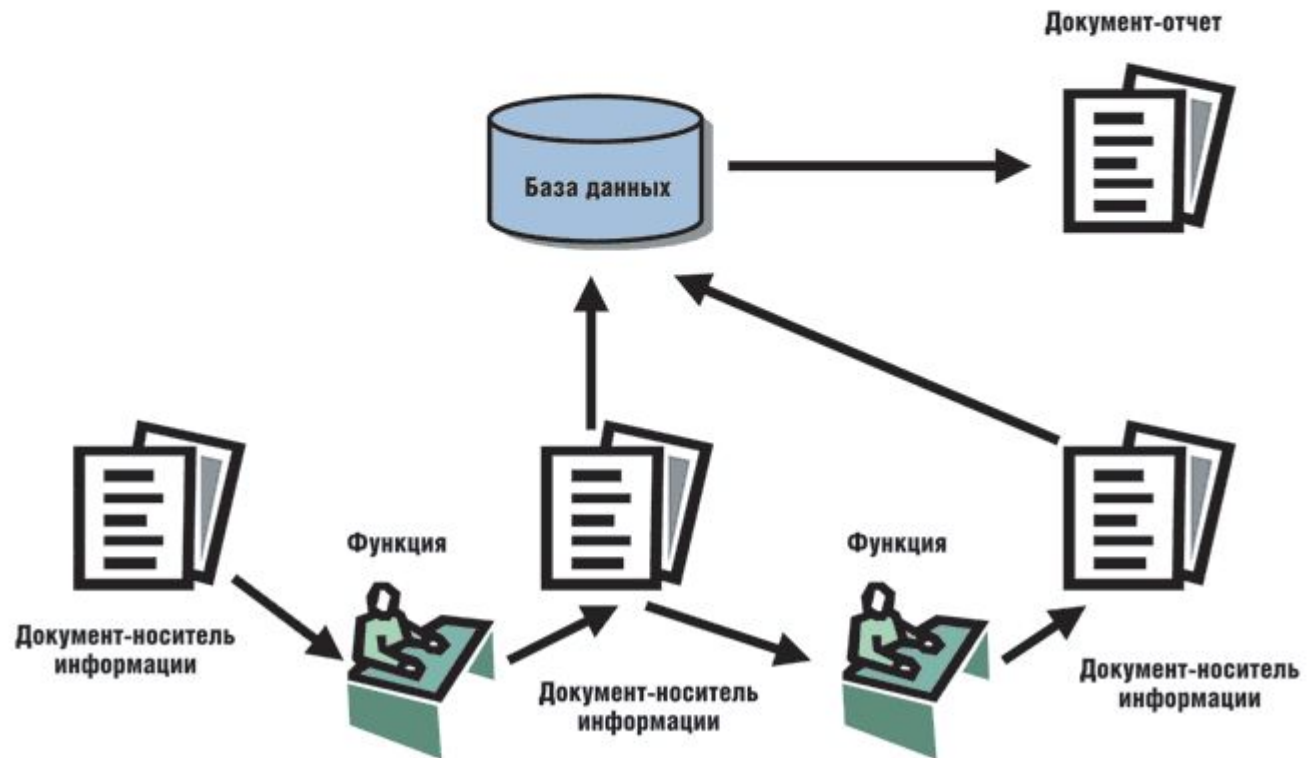 Документ-отчет
База данных
Функция
Функция
Документ-носитель
информации
Документ-носитель
информации
Документ-носитель
информации